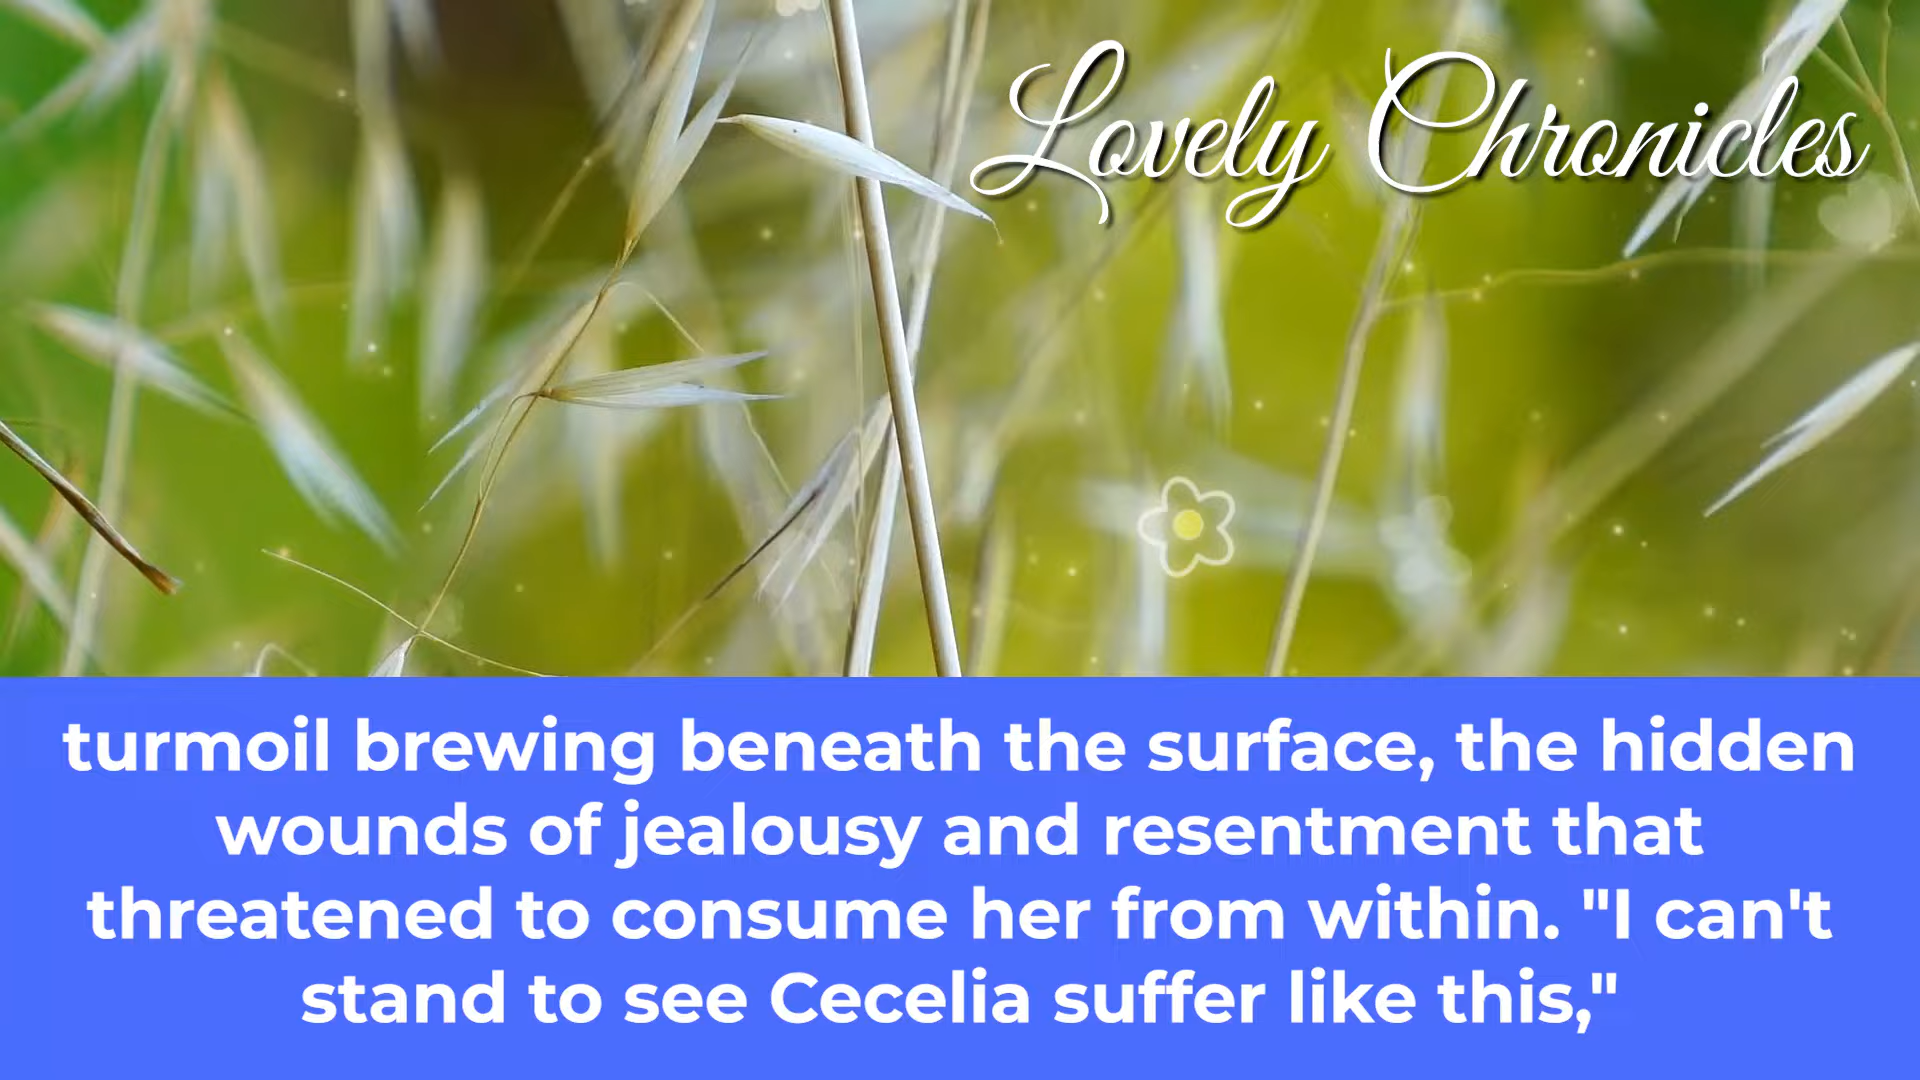 Lovely Chronicles
turmoil brewing beneath the surface, the hidden
wounds of jealousy and resentment that
threatened to consume her from within. "I can't
stand to see Cecelia suffer like this,"